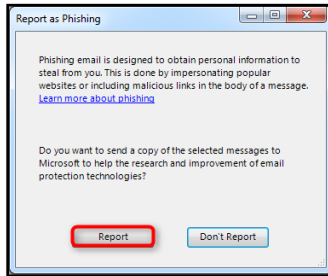 Report as Phishing
Phishing email is designed to obtain personal information to
steal from you. This is done by impersonating popular
websites or including malicious links in the body of a message.
Learn more about phishing
Do you want to send a copy of the selected messages to
Microsoft to help the research and improvement of email
protection technologies?
Report Don't Report